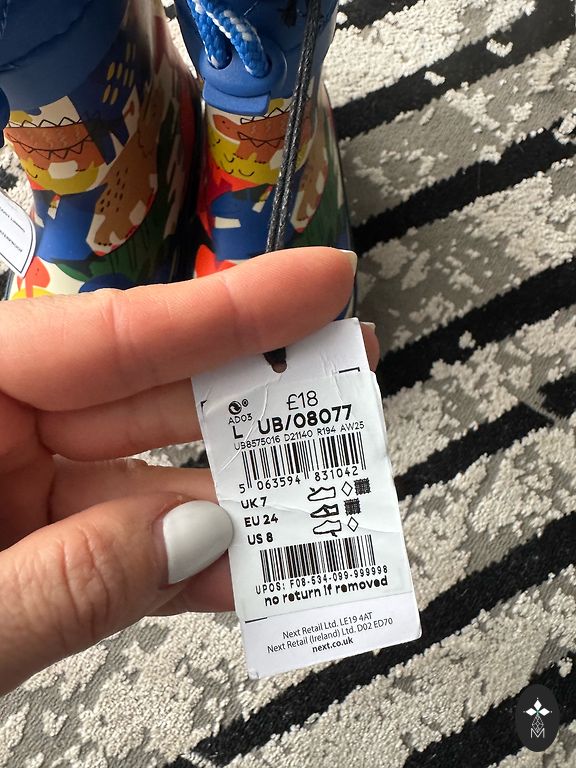 £18
AD03
L UB/08077
UB8575016 D21140 R194 AW25
5 063594 831042
UK 7
EU 24
US 8
UPOS: F08-534-099-999998
no return if removed
Next Retail Ltd. LE19 4AT
Next Retail (Ireland) Ltd. D02 ED70
next.co.uk
M